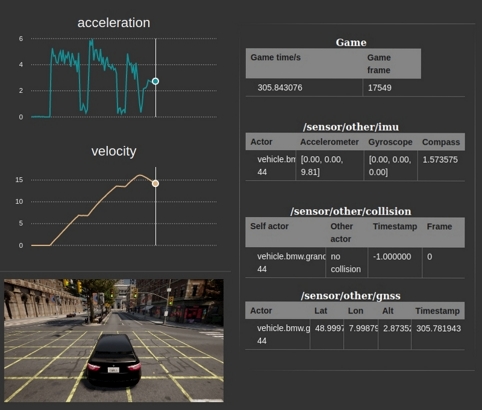 acceleration
6
4
2
0
velocity
15
10
5
0
Game
Game time/s Game frame
305.843076 17549
/sensor/other/imu
Actor Accelerometer Gyroscope Compass
vehicle.bm [0.00, 0.00, [0.00, 0.00, 1.573575
44 9.81] 0.00]
/sensor/other/collision
Self actor Other actor Timestamp Frame
vehicle.bmw.grand no -1.000000 0
44 collision
/sensor/other/gnss
Actor Lat Lon Alt Timestamp
vehicle.bmw.g 48.9997 7.99879 2.87352 305.781943
44